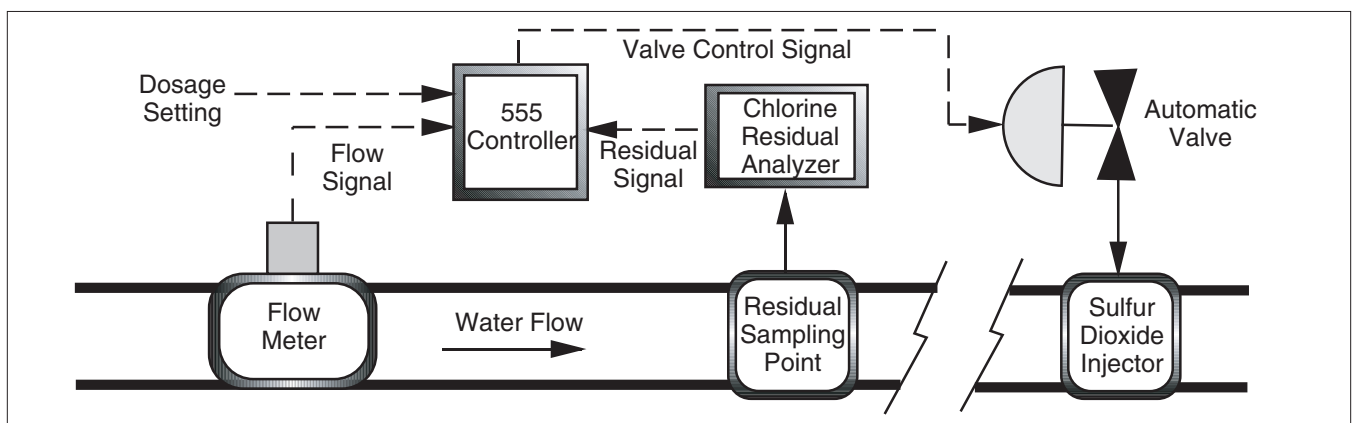 Valve Control Signal
Dosage
Setting
555
Controller
Chlorine
Residual
Analyzer
Automatic
Valve
Flow
Signal
Residual
Signal
Flow
Meter
Water Flow
Residual
Sampling
Point
Sulfur
Dioxide
Injector